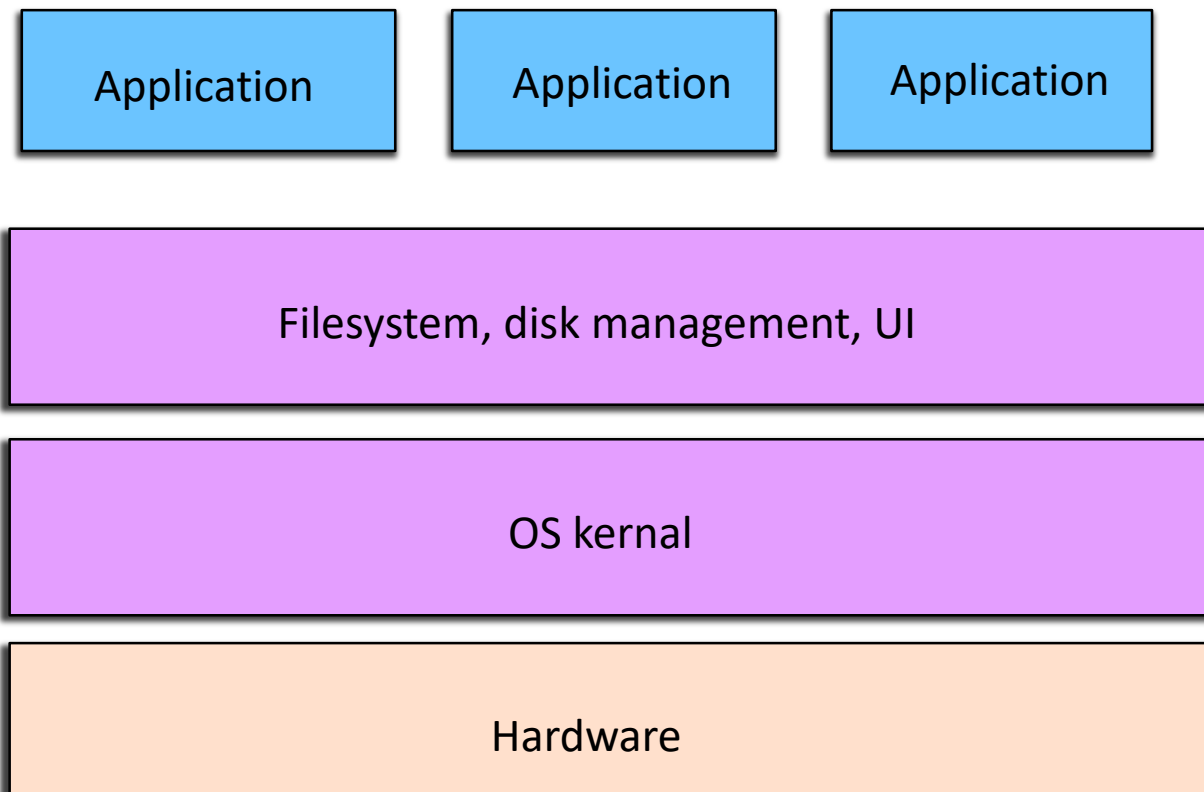 Application
Application
Application
Filesystem, disk management, UI
OS kernal
Hardware